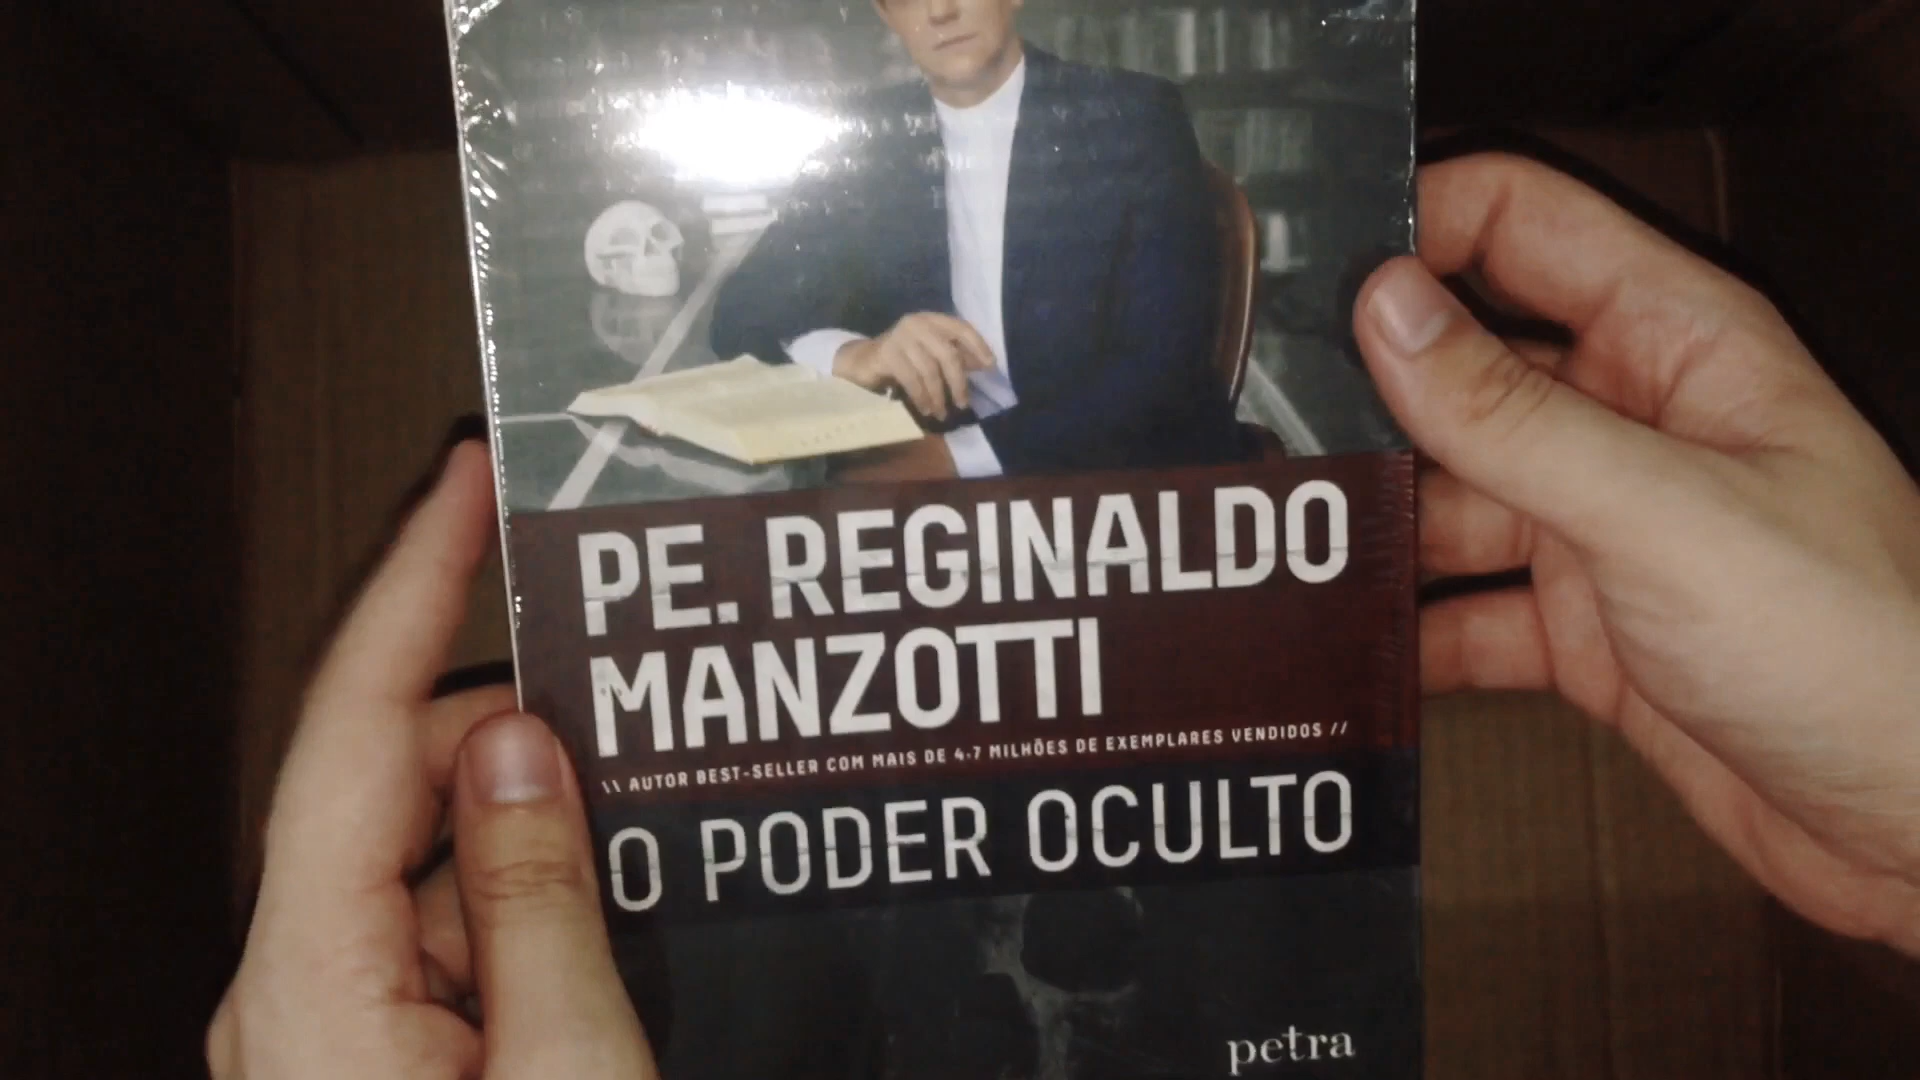 PE. REGINALDO
MANZOTTI
\\ AUTOR BEST-SELLER COM MAIS DE 4.7 MILHÕES DE EXEMPLARES VENDIDOS //
O PODER OCULTO
petra